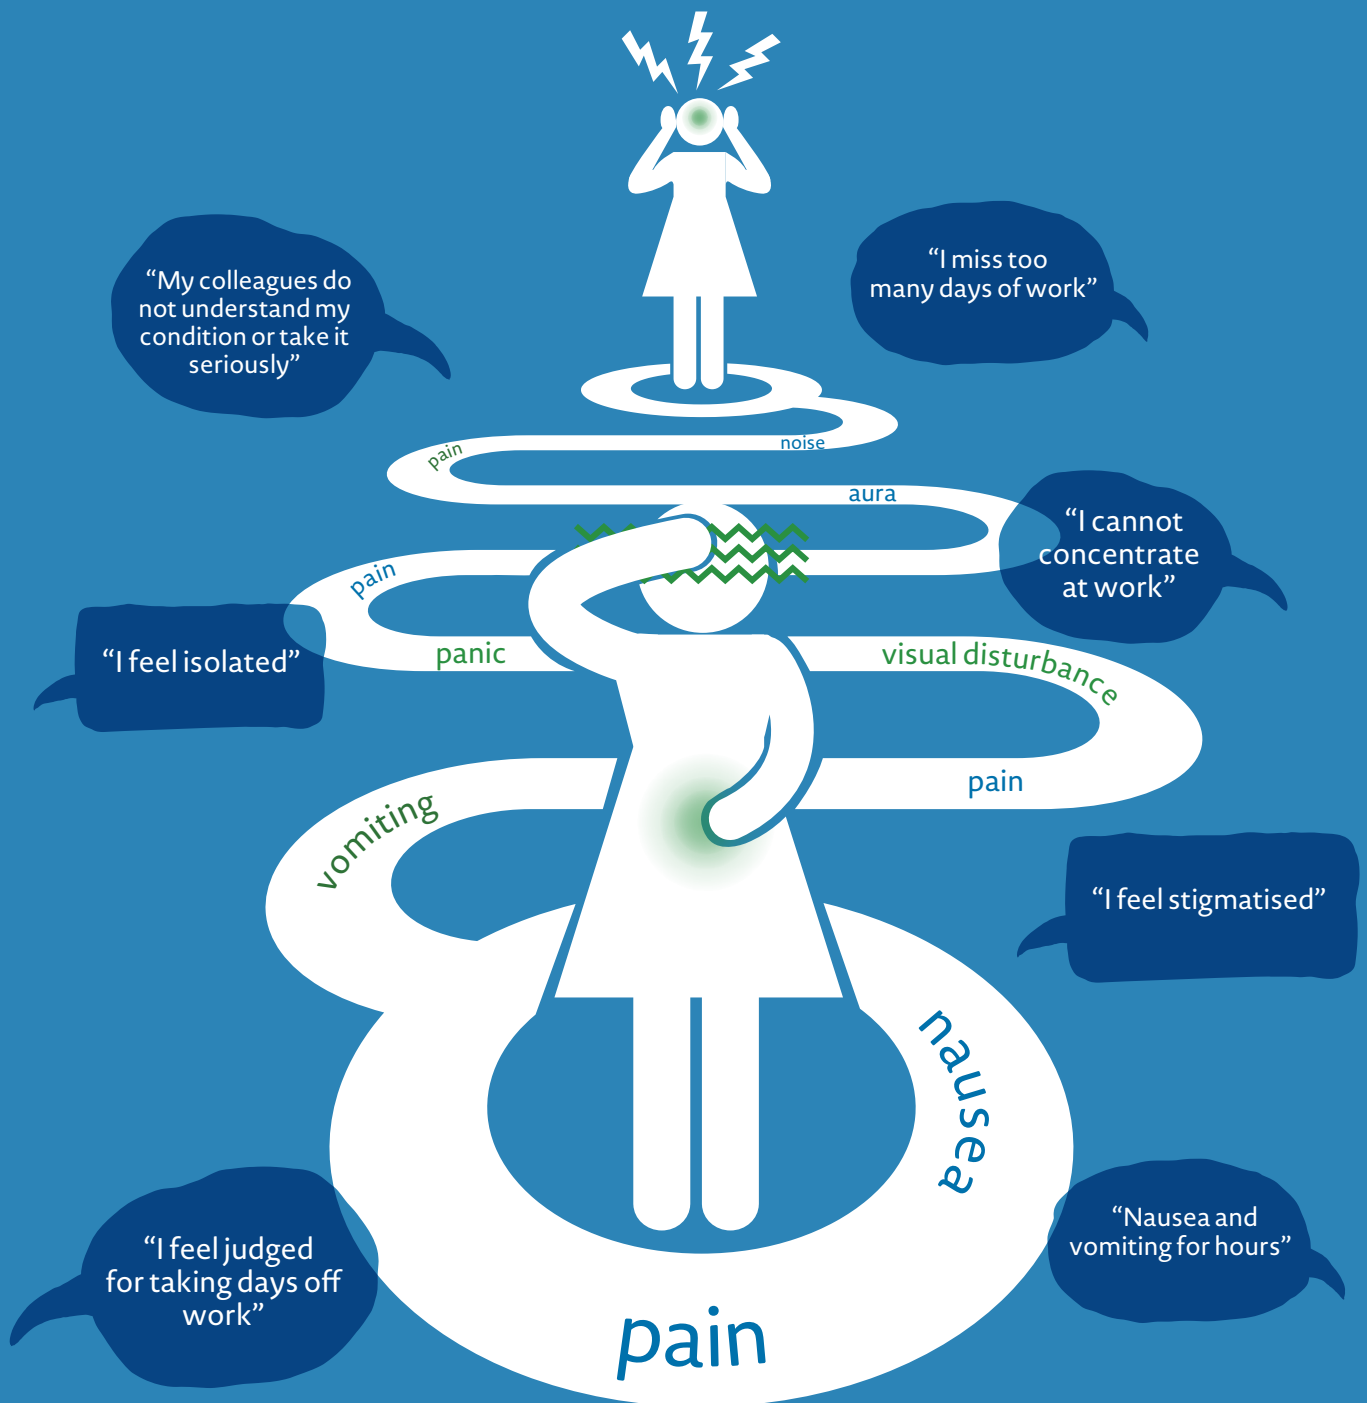 “My colleagues do
not understand my
condition or take it
seriously”
“I miss too
many days of work”
noise
pain
aura
“I cannot
concentrate
at work”
pain
“I feel isolated”
panic
visual disturbance
pain
vomiting
“I feel stigmatised”
nausea
“I feel judged
for taking days off
work”
“Nausea and
vomiting for hours”
pain